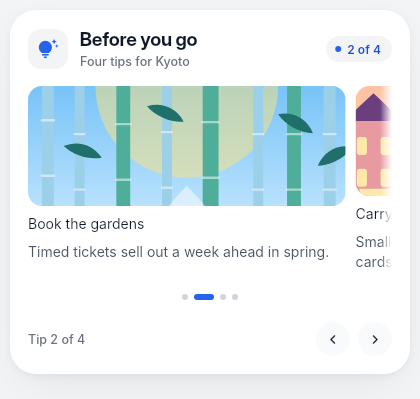 Before you go
Four tips for Kyoto
2 of 4
Book the gardens
Timed tickets sell out a week ahead in spring.
Carry
Small
cards
Tip 2 of 4